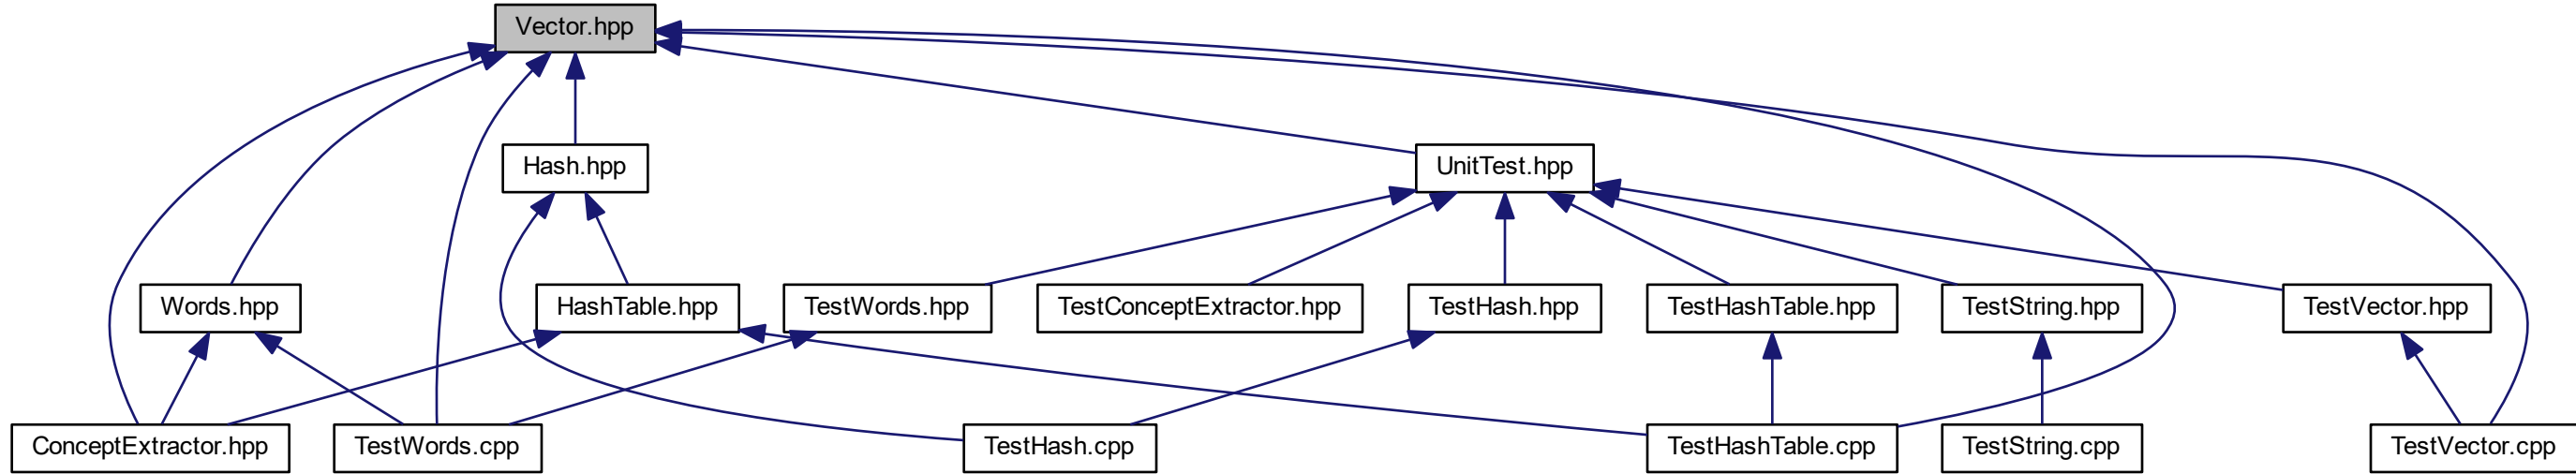 Vector.hpp
Hash.hpp
UnitTest.hpp
Words.hpp
HashTable.hpp
TestWords.hpp
TestConceptExtractor.hpp
TestHash.hpp
TestHashTable.hpp
TestString.hpp
TestVector.hpp
ConceptExtractor.hpp
TestWords.cpp
TestHash.cpp
TestHashTable.cpp
TestString.cpp
TestVector.cpp